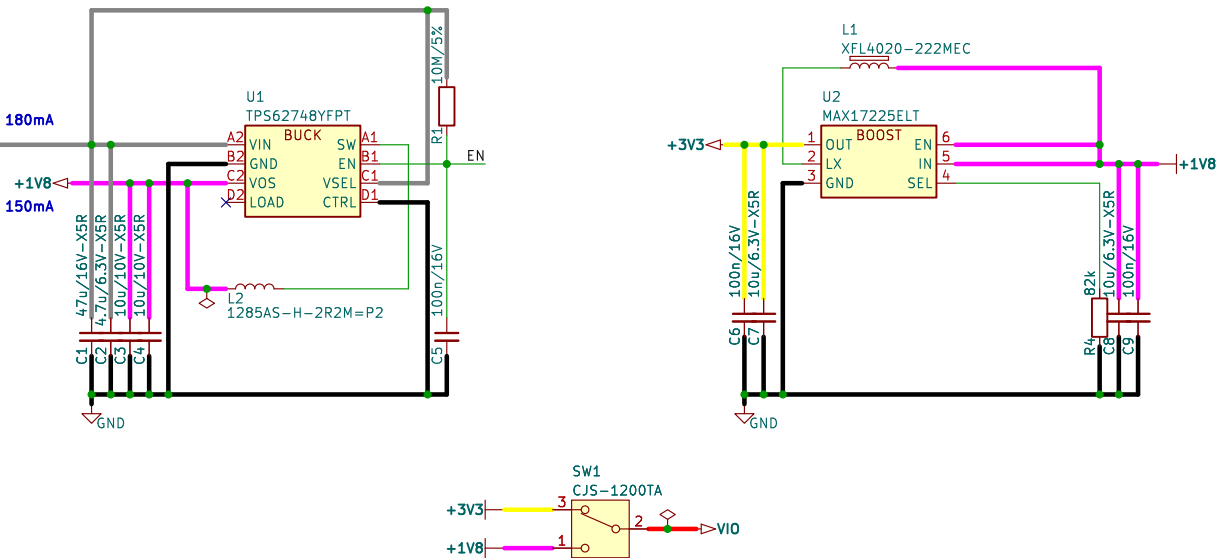 180mA
+1V8
150mA
U1
TPS62748YFPT
BUCK
A2 VIN
B2 GND
C2 VOS
D2 LOAD
SW A1
EN B1
VSEL C1
CTRL D1
10M/5%
R1
EN
47u/16V-X5R
4.7u/6.3V-X5R
10u/10V-X5R
10u/10V-X5R
C1
C2
C3
C4
L2
1285AS-H-2R2M=P2
100n/16V
C5
GND
L1
XFL4020-222MEC
U2
MAX17225ELT
BOOST
+3V3
1 OUT
2 LX
3 GND
EN 6
IN 5
SEL 4
+1V8
100n/16V
10u/6.3V-X5R
C6
C7
82k
R4
10u/6.3V-X5R
100n/16V
C8
C9
GND
SW1
CJS-1200TA
+3V3
3
2
VIO
+1V8
1